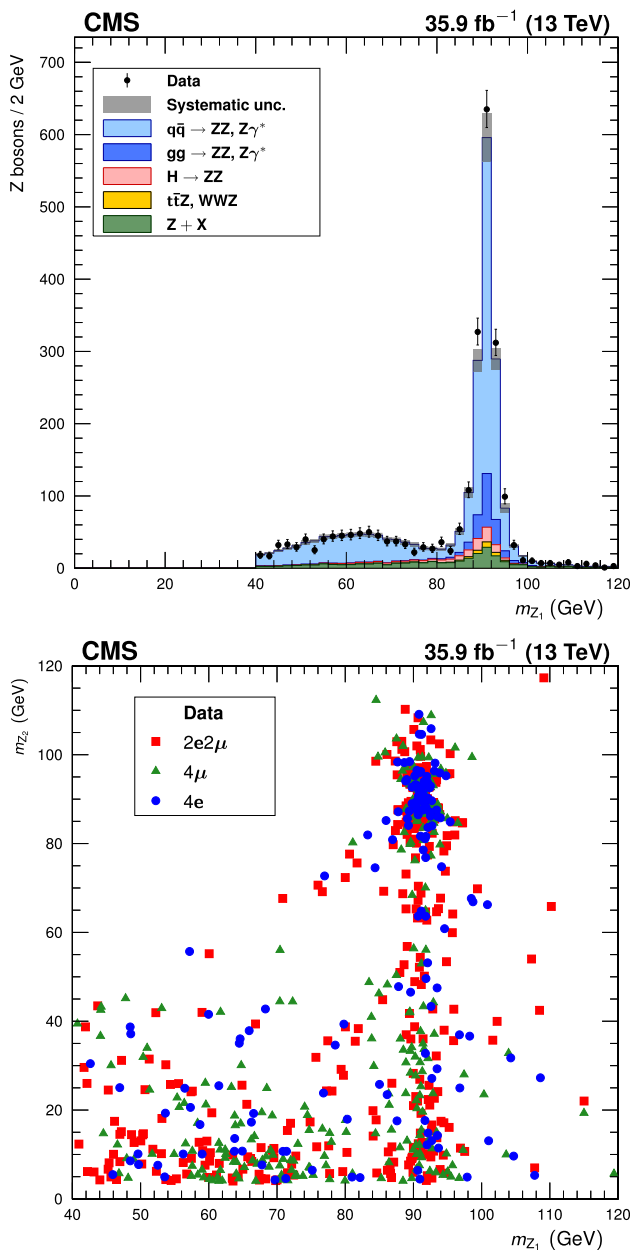 CMS 35.9 fb⁻¹ (13 TeV)
Z bosons / 2 GeV
700
600
500
400
300
200
100
0
Data
Systematic unc.
qq̄ → ZZ, Zγ*
gg → ZZ, Zγ*
H → ZZ
tt̄Z, WWZ
Z + X
0 20 40 60 80 100 120
m_Z₁ (GeV)
CMS 35.9 fb⁻¹ (13 TeV)
m_Z₂ (GeV)
120
100
80
60
40
20
0
Data
2e2μ
4μ
4e
40 50 60 70 80 90 100 110 120
m_Z₁ (GeV)